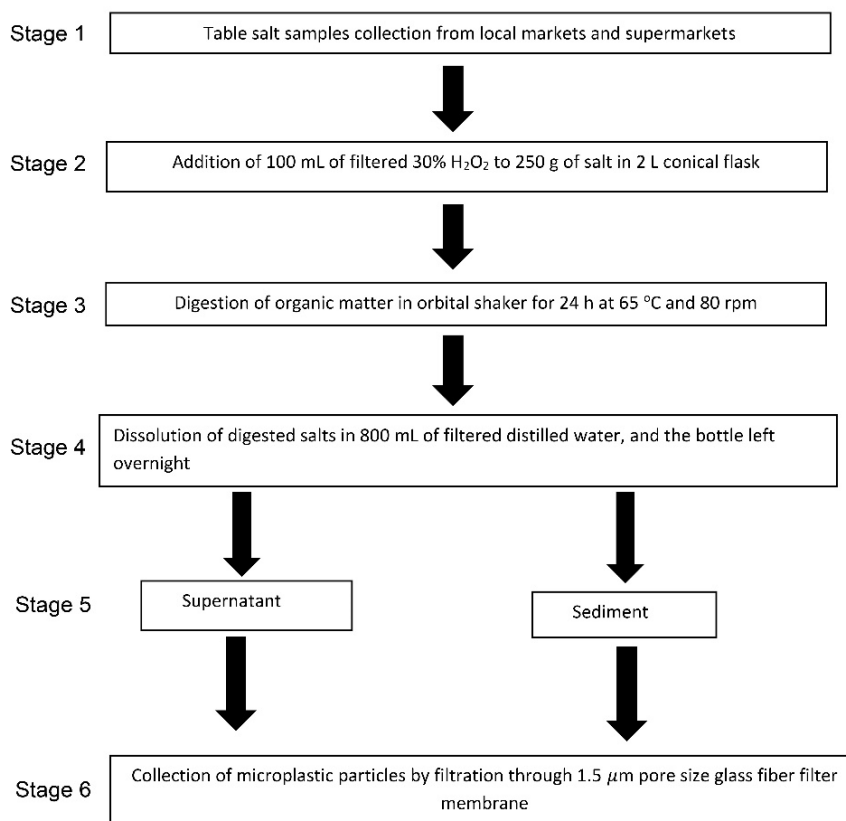 Stage 1
Table salt samples collection from local markets and supermarkets
Stage 2
Addition of 100 mL of filtered 30% H₂O₂ to 250 g of salt in 2 L conical flask
Stage 3
Digestion of organic matter in orbital shaker for 24 h at 65 °C and 80 rpm
Stage 4
Dissolution of digested salts in 800 mL of filtered distilled water, and the bottle left
overnight
Stage 5
Supernatant
Sediment
Stage 6
Collection of microplastic particles by filtration through 1.5 μm pore size glass fiber filter
membrane